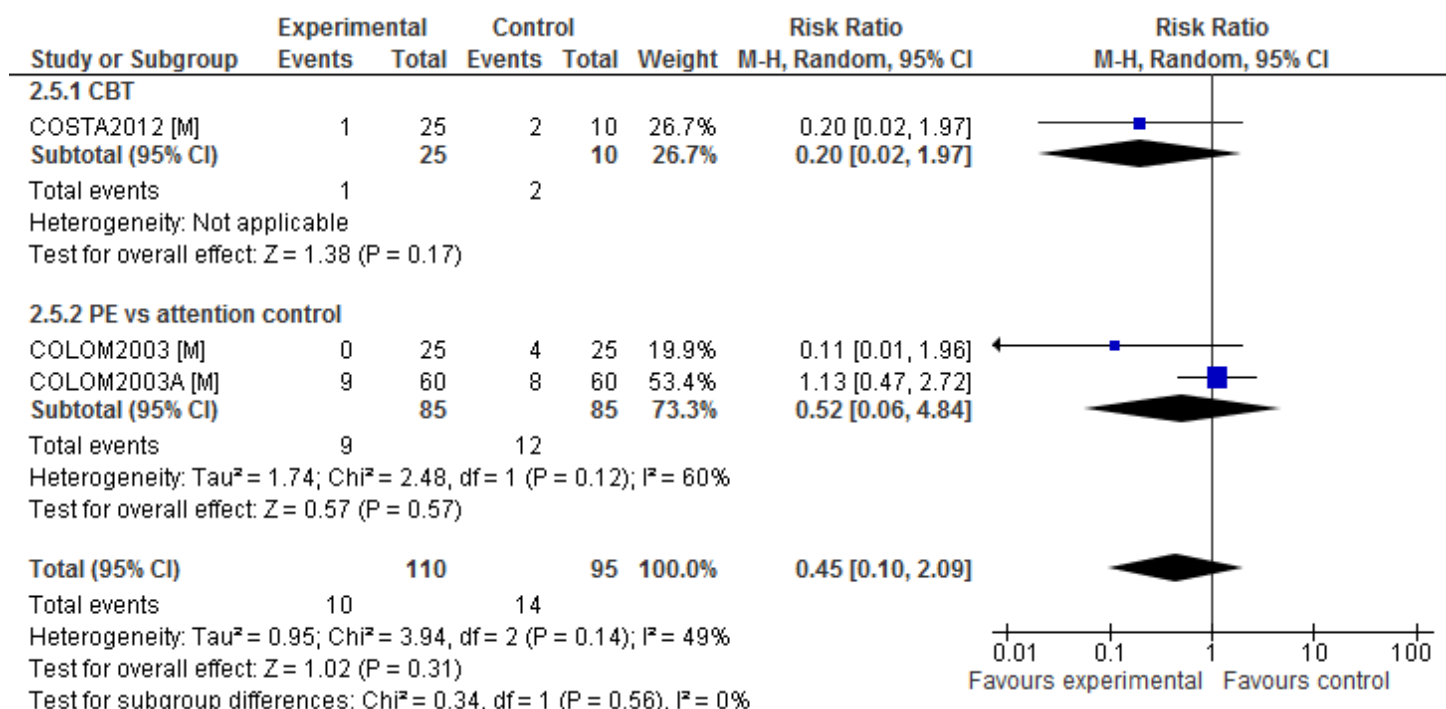 Experimental Control Risk Ratio Risk Ratio
Study or Subgroup Events Total Events Total Weight M-H, Random, 95% CI M-H, Random, 95% CI
2.5.1 CBT
COSTA2012 [M] 1 25 2 10 26.7% 0.20 [0.02, 1.97]
Subtotal (95% CI) 25 10 26.7% 0.20 [0.02, 1.97]
Total events 1 2
Heterogeneity: Not applicable
Test for overall effect: Z = 1.38 (P = 0.17)
2.5.2 PE vs attention control
COLOM2003 [M] 0 25 4 25 19.9% 0.11 [0.01, 1.96]
COLOM2003A [M] 9 60 8 60 53.4% 1.13 [0.47, 2.72]
Subtotal (95% CI) 85 85 73.3% 0.52 [0.06, 4.84]
Total events 9 12
Heterogeneity: Tau² = 1.74; Chi² = 2.48, df = 1 (P = 0.12); I² = 60%
Test for overall effect: Z = 0.57 (P = 0.57)
Total (95% CI) 110 95 100.0% 0.45 [0.10, 2.09]
Total events 10 14
Heterogeneity: Tau² = 0.95; Chi² = 3.94, df = 2 (P = 0.14); I² = 49%
Test for overall effect: Z = 1.02 (P = 0.31)
Test for subgroup differences: Chi² = 0.34, df = 1 (P = 0.56), I² = 0%
0.01 0.1 1 10 100
Favours experimental Favours control